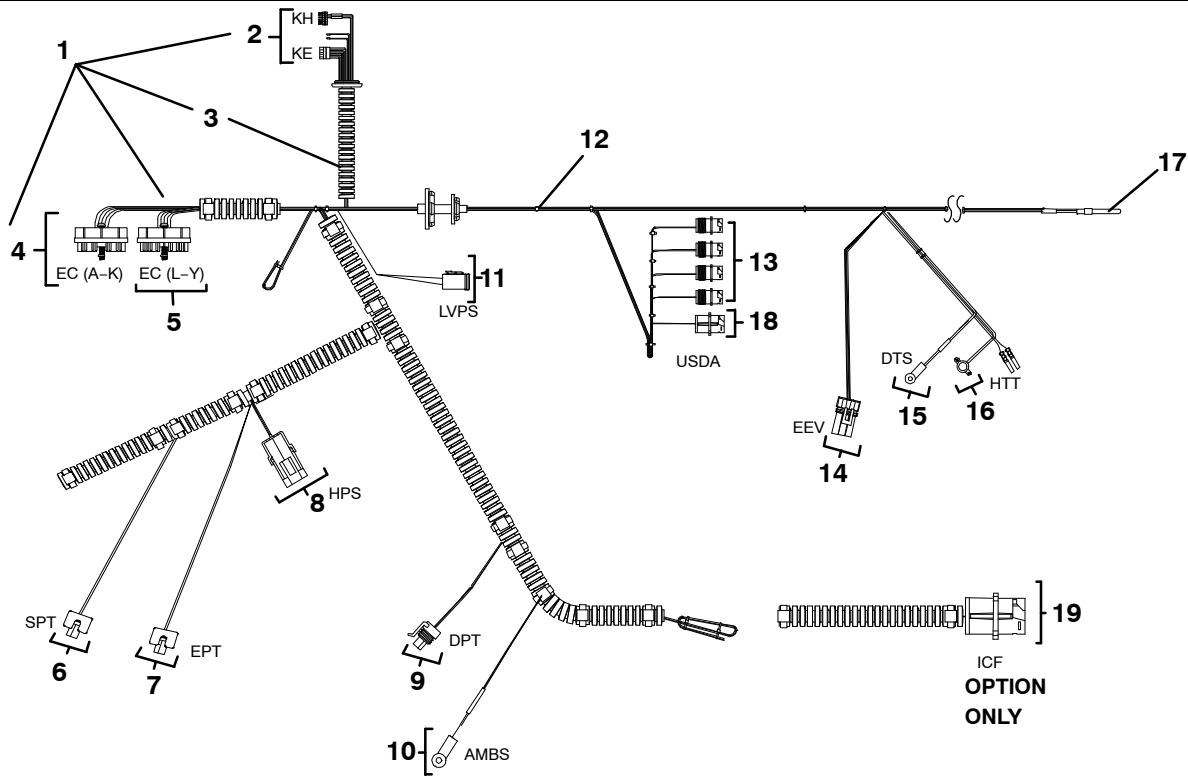 KH
1
2
KE
3
12
17
4
EC (A–K)
EC (L–Y)
5
11
LVPS
13
18
USDA
DTS
15
16
HTT
EEV
14
8
HPS
SPT
6
EPT
7
DPT
9
10
AMBS
19
ICF
OPTION
ONLY